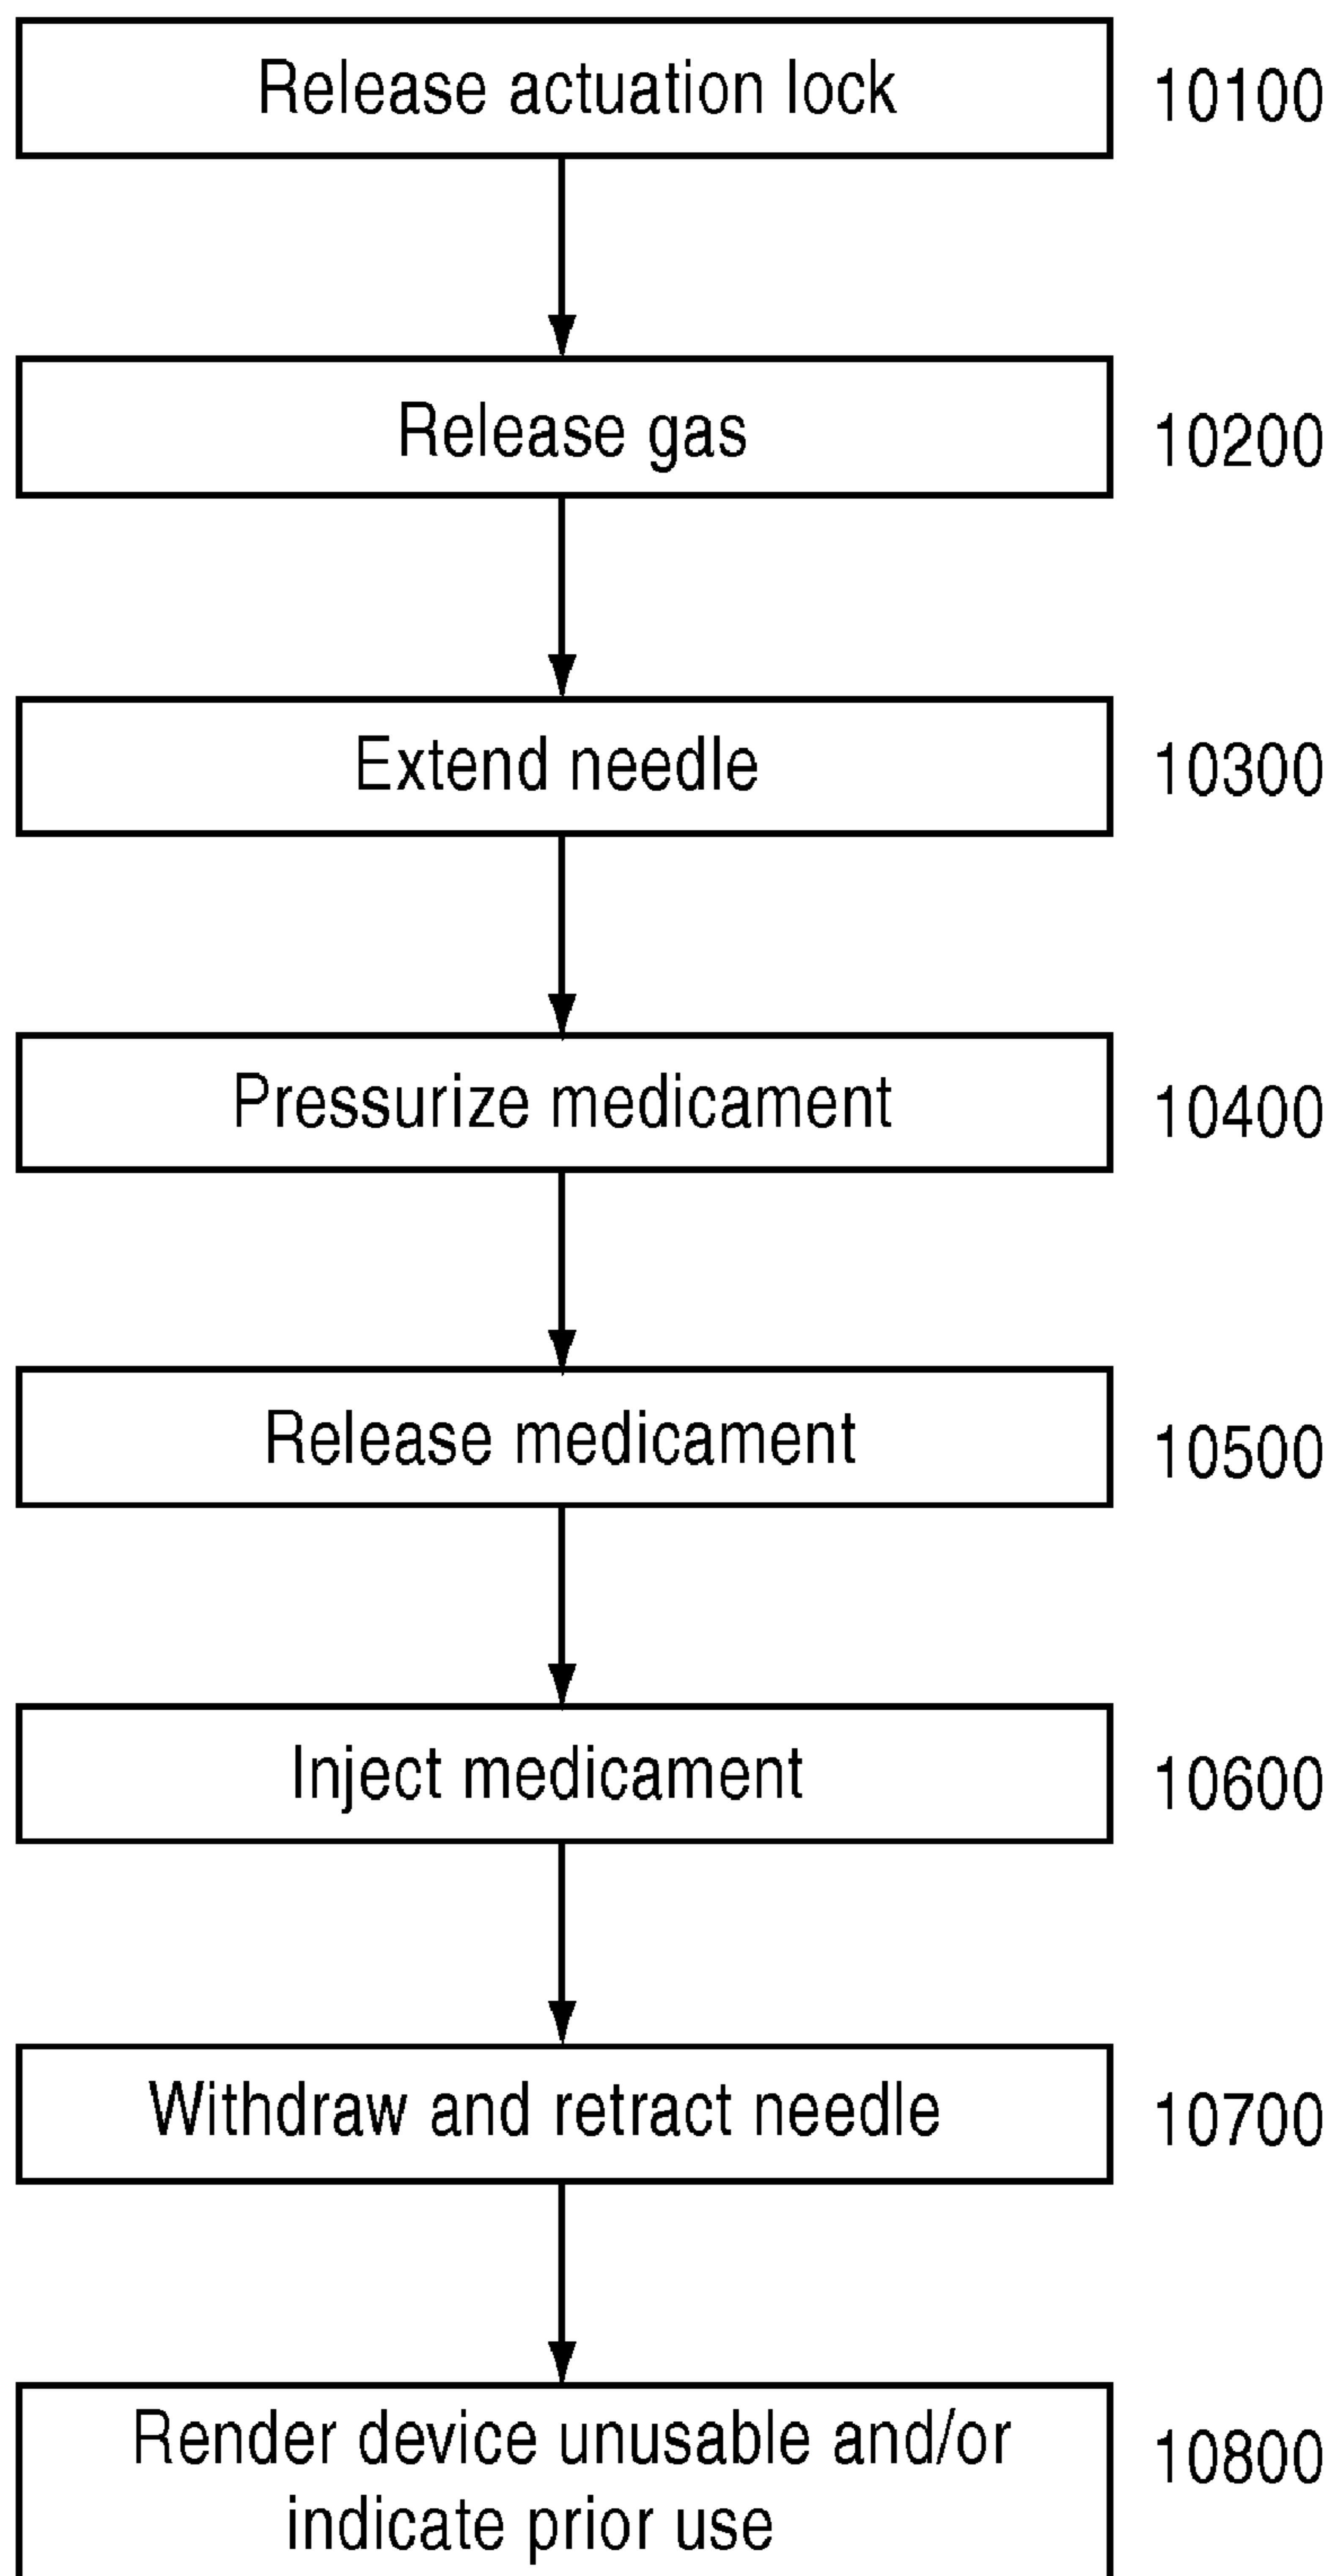 Release actuation lock 10100
Release gas 10200
Extend needle 10300
Pressurize medicament 10400
Release medicament 10500
Inject medicament 10600
Withdraw and retract needle 10700
Render device unusable and/or 10800
indicate prior use